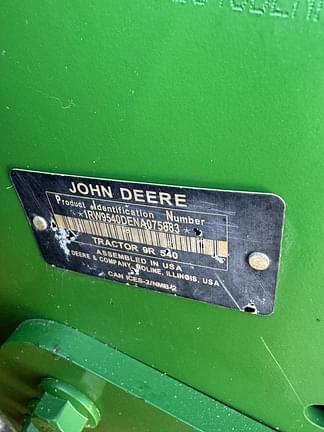 JOHN DEERE
Product Identification Number
*1RW9540DENA075683*
TRACTOR 9R 540
ASSEMBLED IN USA
DEERE & COMPANY, MOLINE, ILLINOIS, USA
CAN ICES-2/NMB-2